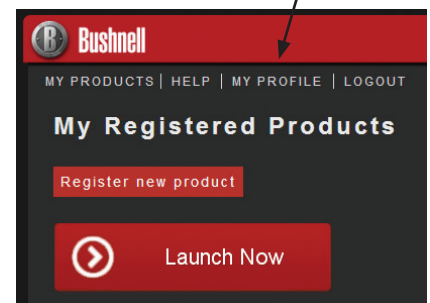 B Bushnell
MY PRODUCTS | HELP | MY PROFILE | LOGOUT
My Registered Products
Register new product
Launch Now